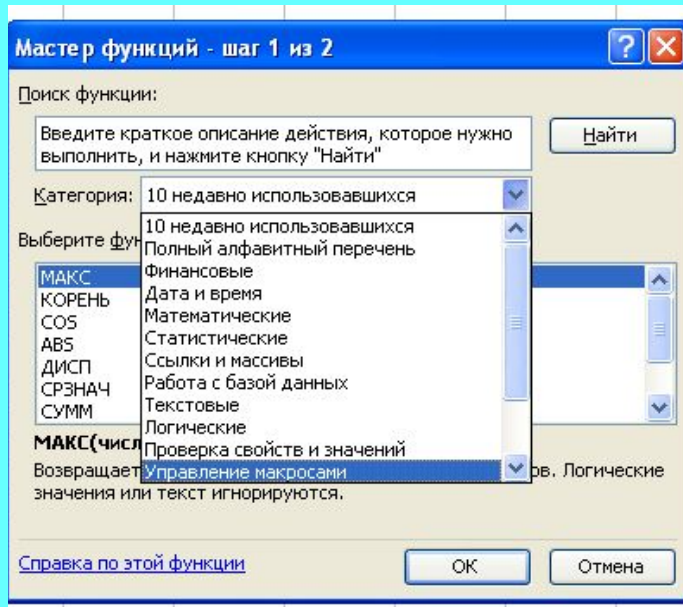 Мастер функций - шаг 1 из 2
Поиск функции:
Введите краткое описание действия, которое нужно
выполнить, и нажмите кнопку "Найти"
Найти
Категория:
10 недавно использовавшихся
10 недавно использовавшихся
Полный алфавитный перечень
Финансовые
Дата и время
Математические
Статистические
Ссылки и массивы
Работа с базой данных
Текстовые
Логические
Проверка свойств и значений
Управление макросами
Выберите
МАКС
КОРЕНЬ
COS
ABS
ДИСП
СРЗНАЧ
СУММ
МАКС(
Возвращает
Логические
значения или текст игнорируются.
Справка по этой функции
ОК
Отмена